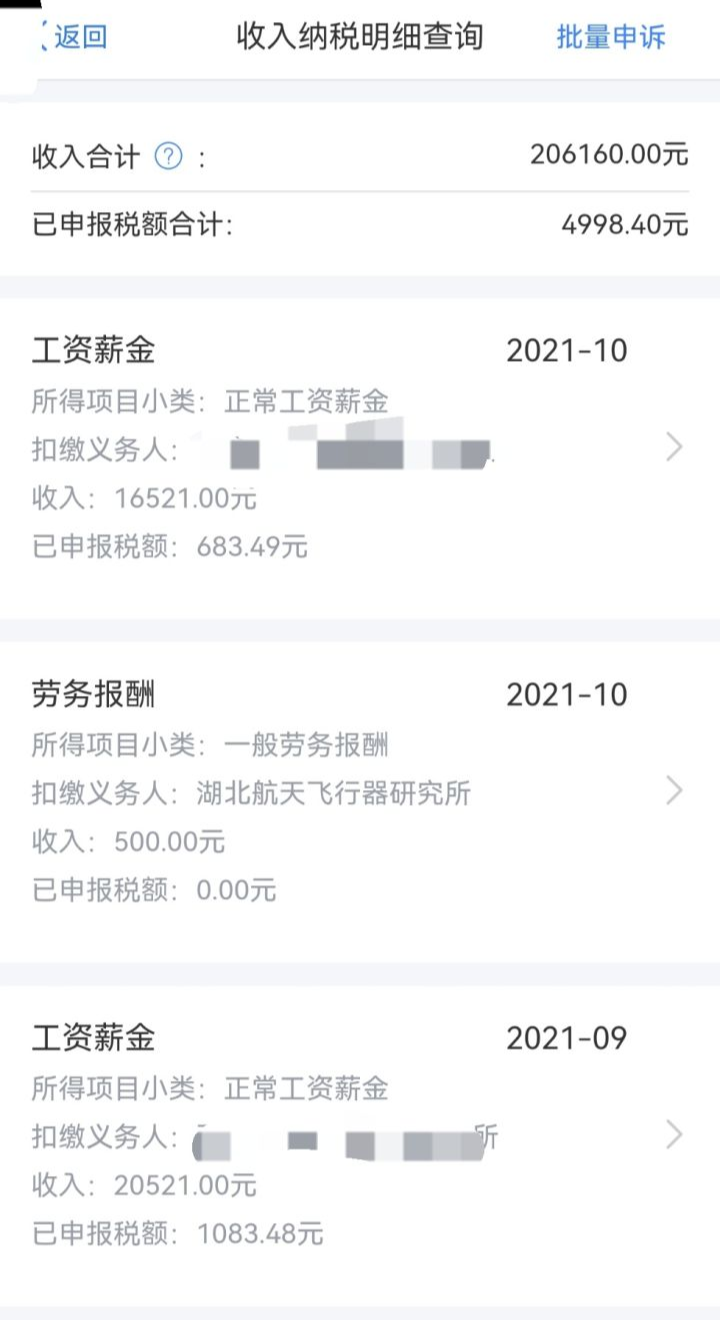 返回
收入纳税明细查询
批量申诉
收入合计 ? :
206160.00元
已申报税额合计:
4998.40元
工资薪金
2021-10
所得项目小类: 正常工资薪金
扣缴义务人:
收入: 16521.00元
已申报税额: 683.49元
劳务报酬
2021-10
所得项目小类: 一般劳务报酬
扣缴义务人: 湖北航天飞行器研究所
收入: 500.00元
已申报税额: 0.00元
工资薪金
2021-09
所得项目小类: 正常工资薪金
扣缴义务人: 所
收入: 20521.00元
已申报税额: 1083.48元